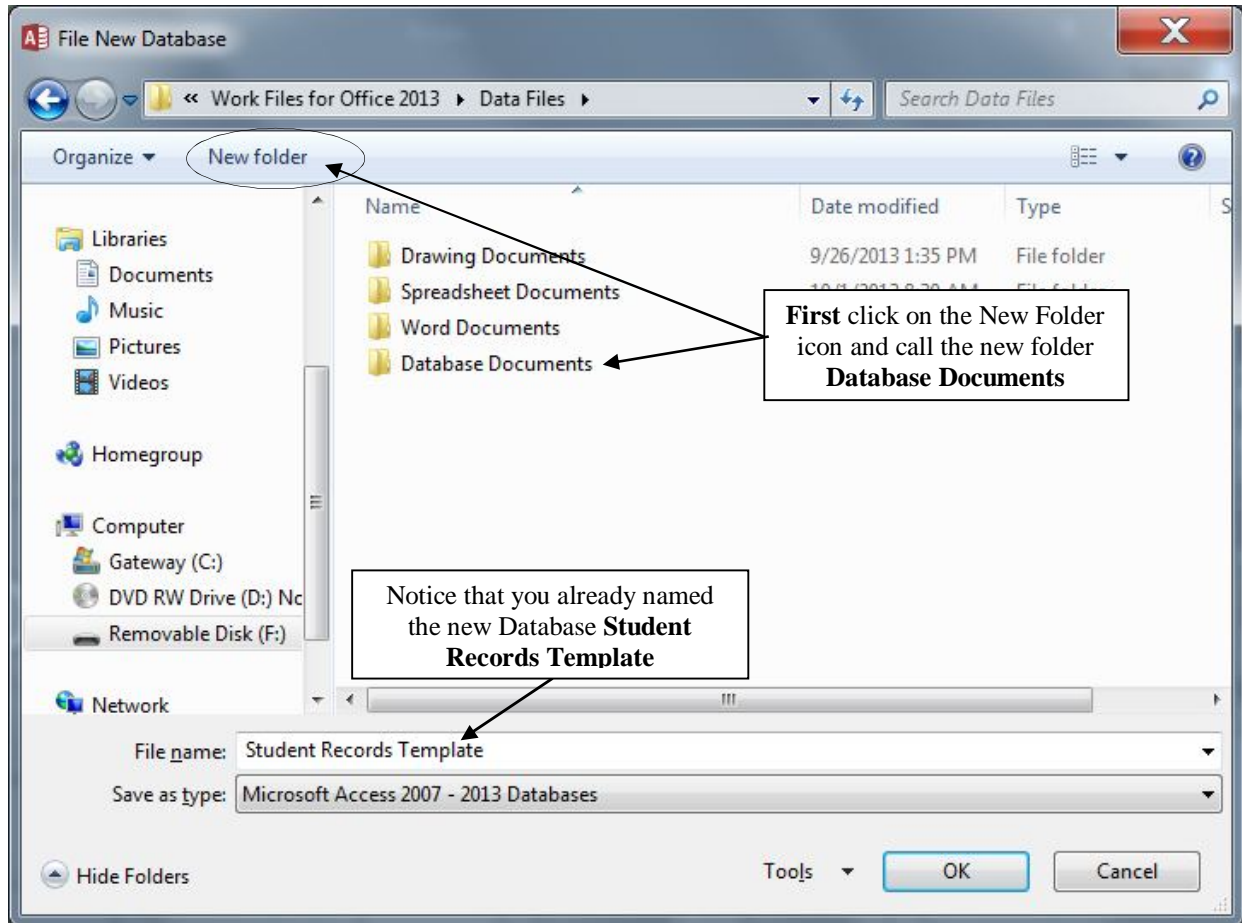 File New Database
« Work Files for Office 2013 Data Files
Search Data Files
Organize New folder
Name Date modified Type S
Libraries
Documents
Music
Pictures
Videos
Homegroup
Computer
Gateway (C:)
DVD RW Drive (D:) Nc
Removable Disk (F:)
Network
Drawing Documents 9/26/2013 1:35 PM File folder
Spreadsheet Documents
Word Documents
Database Documents
First click on the New Folder
icon and call the new folder
Database Documents
Notice that you already named
the new Database Student
Records Template
File name: Student Records Template
Save as type: Microsoft Access 2007 - 2013 Databases
Hide Folders
Tools OK Cancel